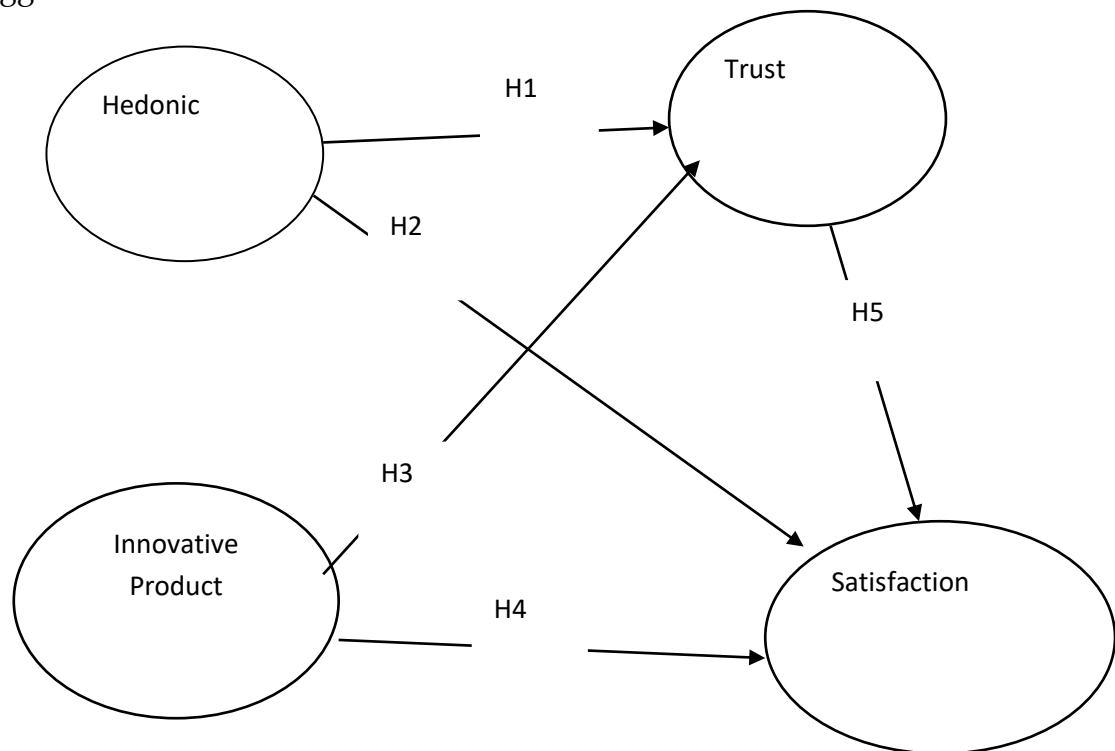 Trust
H1
Hedonic
H2
H5
H3
Innovative
Product
Satisfaction
H4